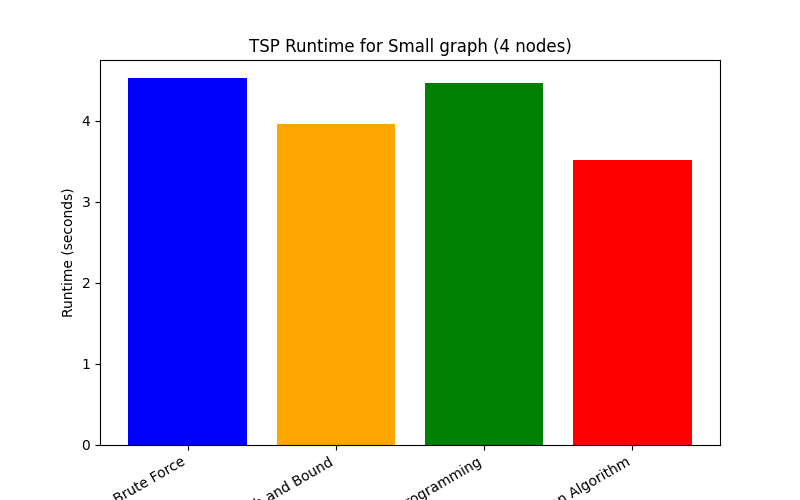 TSP Runtime for Small graph (4 nodes)
Runtime (seconds)
4
3
2
1
0
Brute Force
and Bound
Algorithm